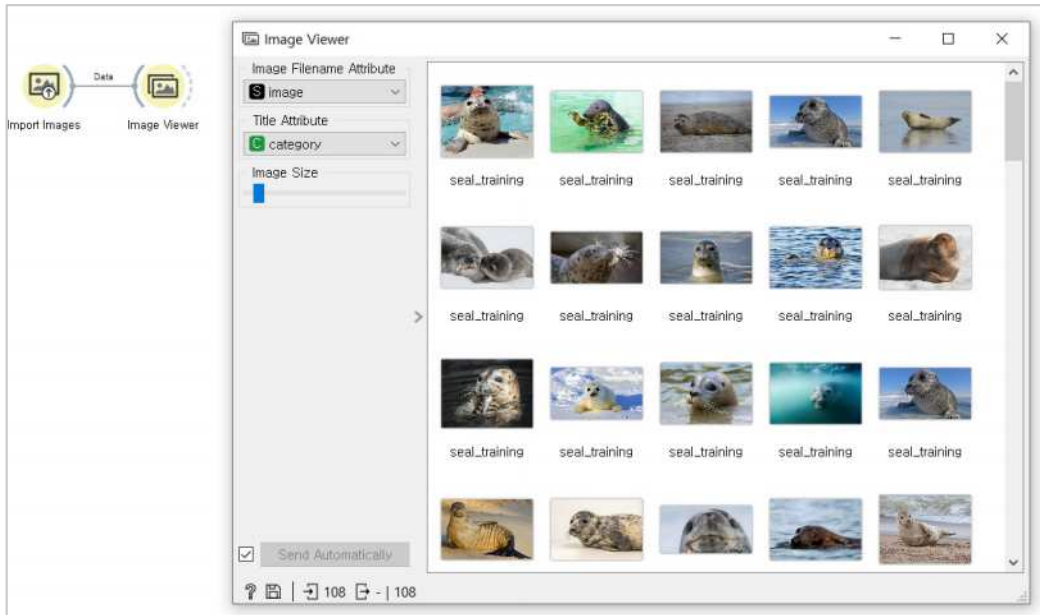 Data
Import Images
Image Viewer
Image Viewer
Image Filename Attribute
S image
Title Attribute
C category
Image Size
Send Automatically
? 108 - | 108
seal_training seal_training seal_training seal_training seal_training
seal_training seal_training seal_training seal_training seal_training
seal_training seal_training seal_training seal_training seal_training